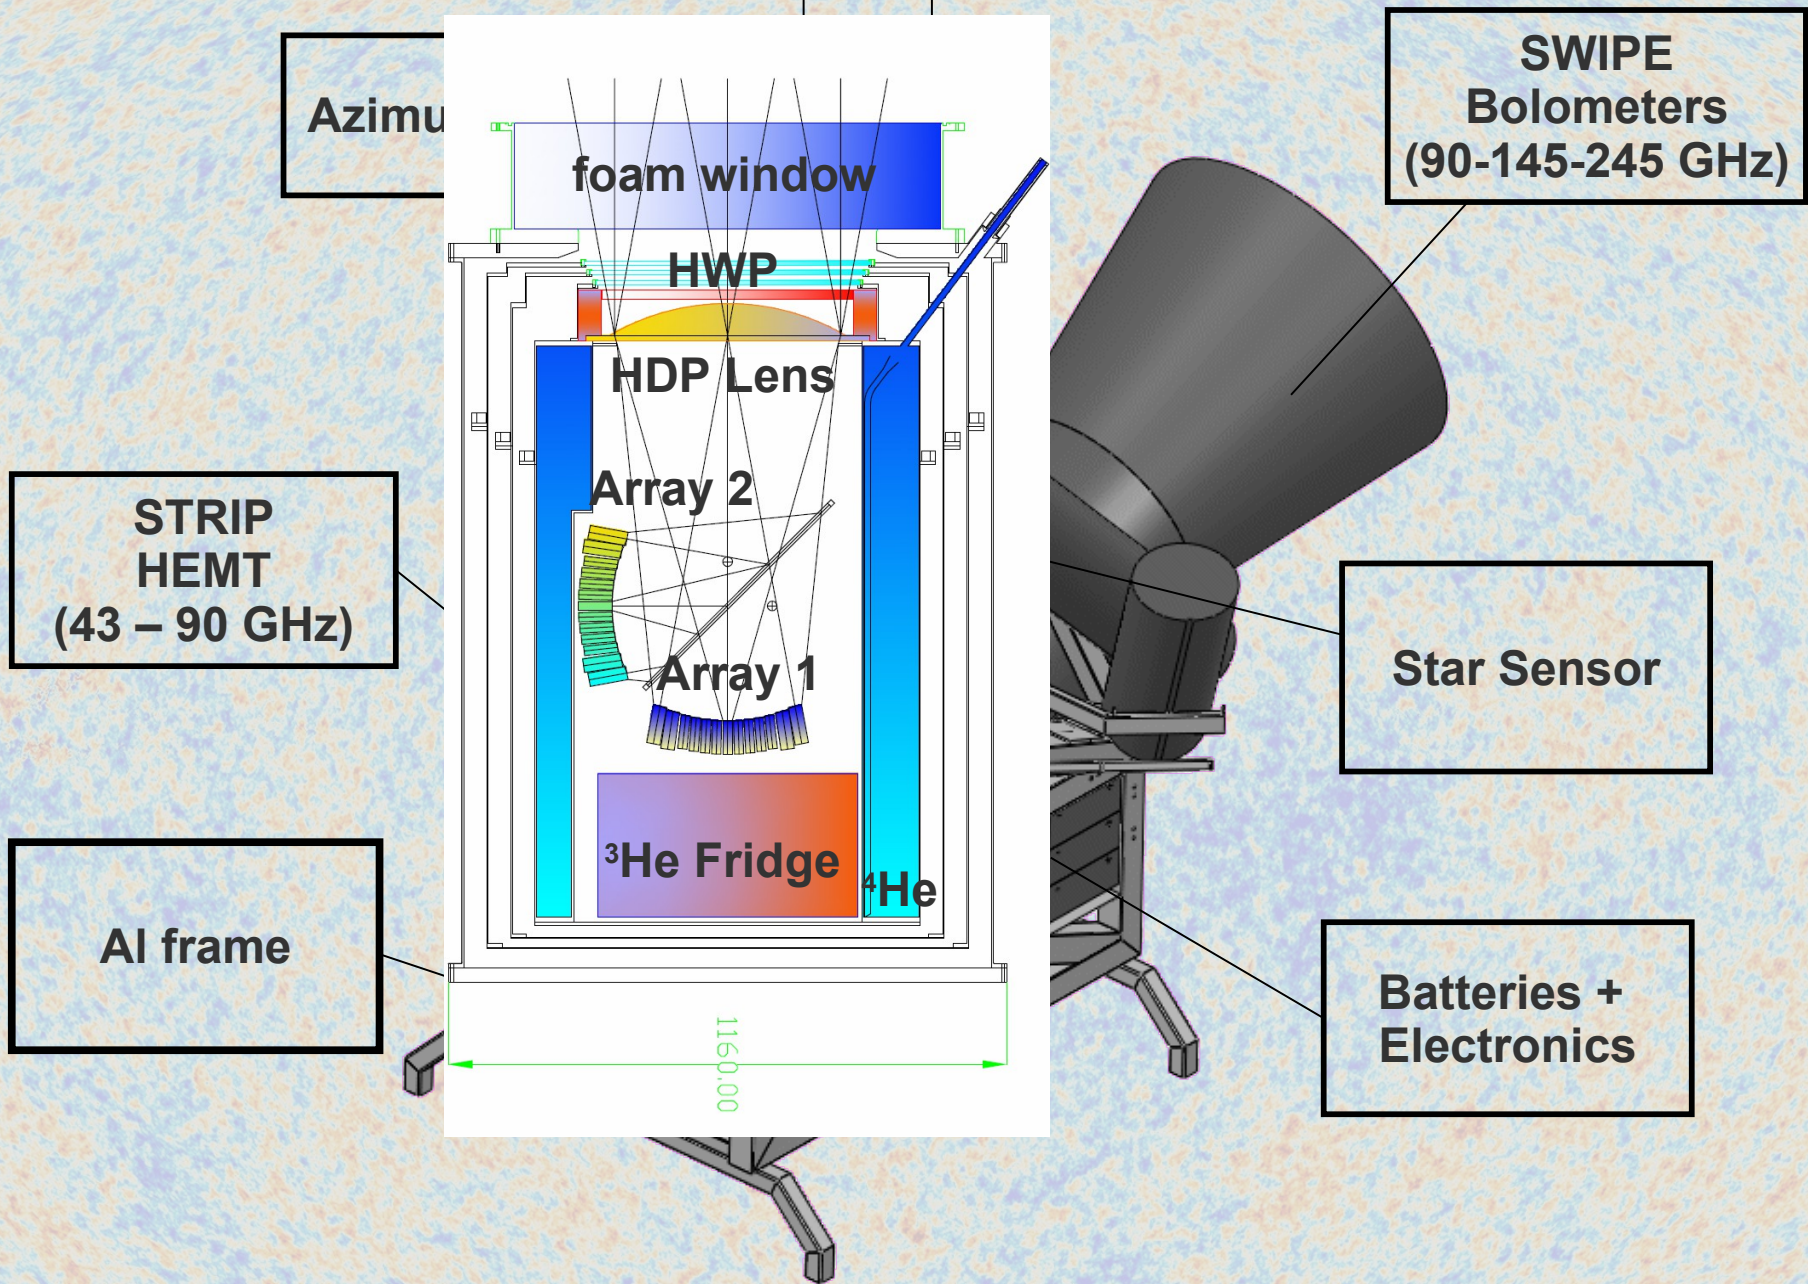 SWIPE
Bolometers
(90-145-245 GHz)
foam window
HWP
HDP Lens
Array 2
STRIP
HEMT
(43 – 90 GHz)
Array 1
Star Sensor
³He Fridge
⁴He
Al frame
Batteries +
Electronics
1160.00